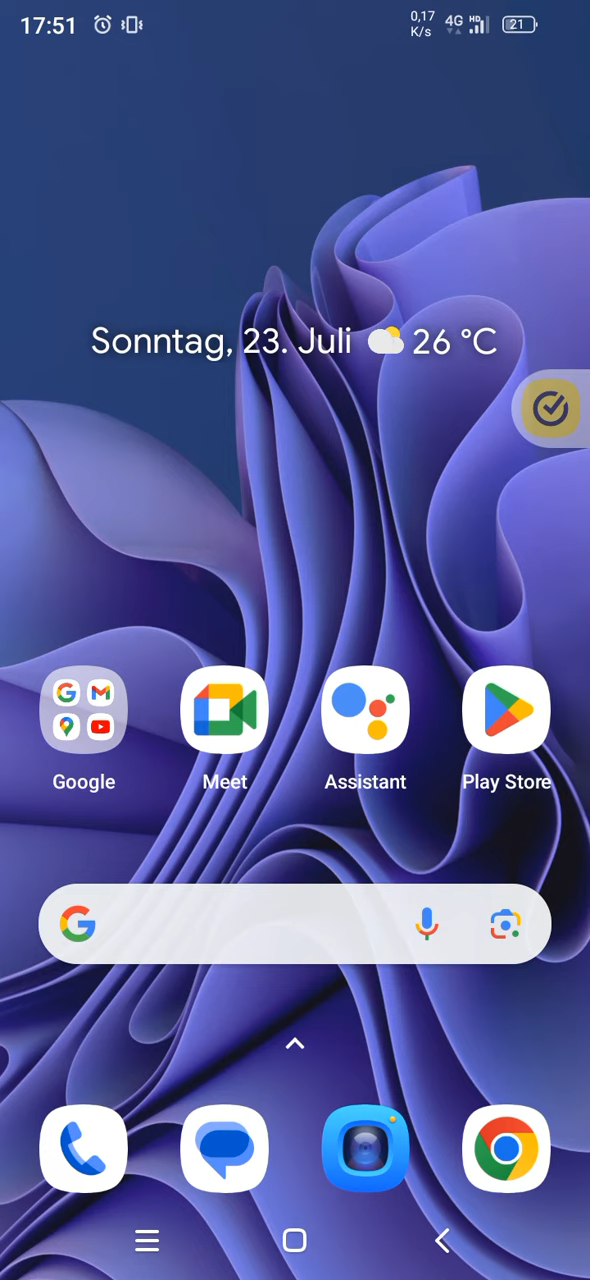 17:51
0,17
K/s
4G
HD
21
Sonntag, 23. Juli 26 °C
Google
Meet
Assistant
Play Store